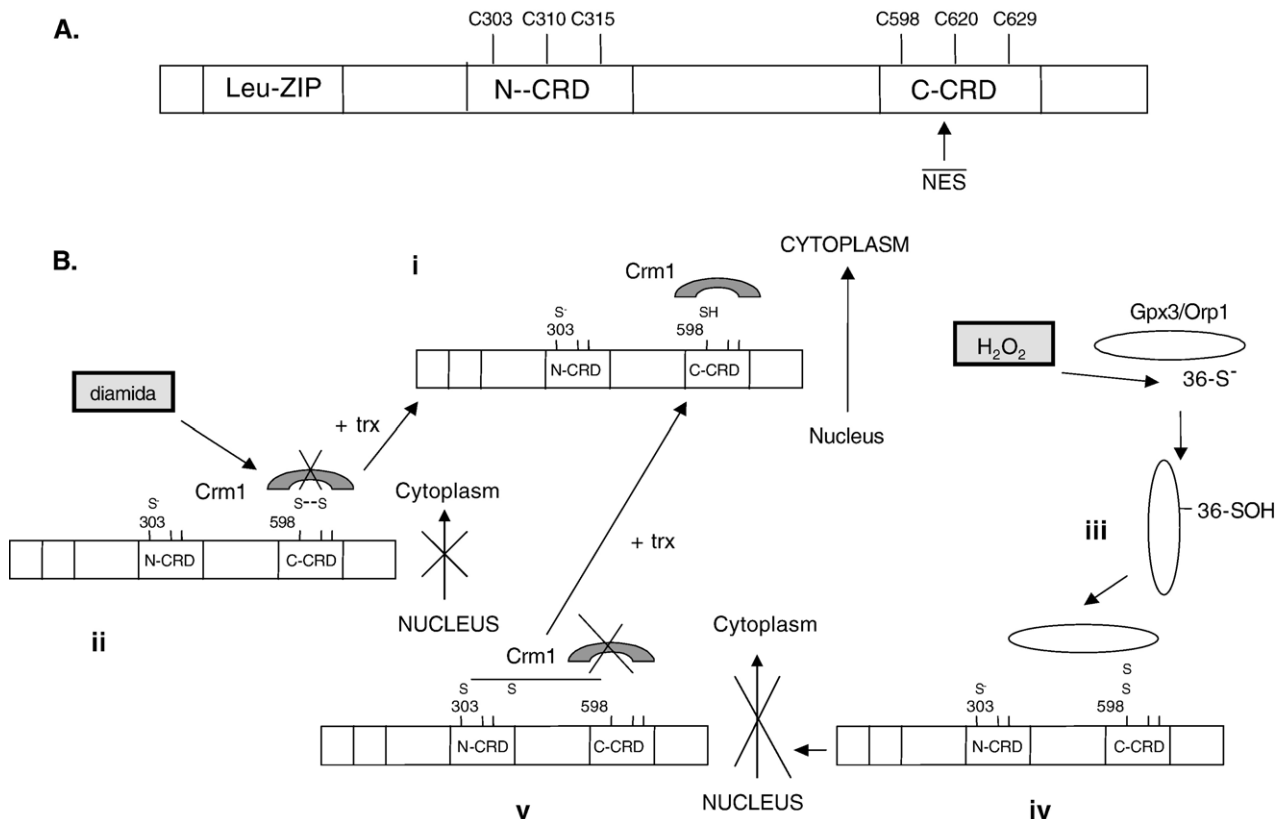 A.
C303 C310 C315
C598 C620 C629
Leu-ZIP
N--CRD
C-CRD
NES
B.
i
CYTOPLASM
Crm1
S-
303
SH
598
N-CRD
C-CRD
Nucleus
Gpx3/Orp1
H2O2
36-S-
36-SOH
iii
diamida
+ trx
Crm1
S-
303
S--S
598
N-CRD
C-CRD
Cytoplasm
NUCLEUS
ii
+ trx
Crm1
S
S
303
598
N-CRD
C-CRD
v
Cytoplasm
NUCLEUS
S-
303
S
S
598
N-CRD
C-CRD
iv